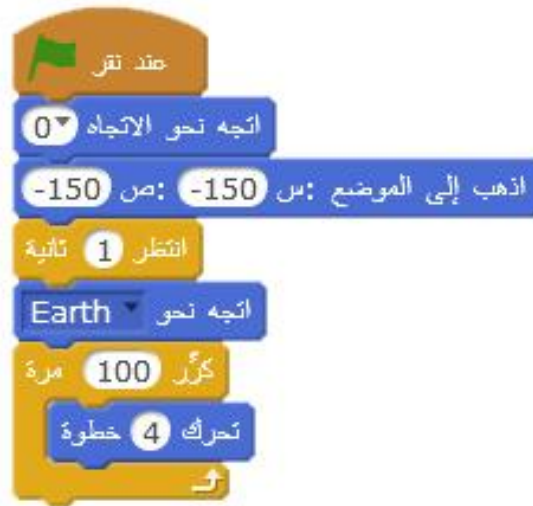 عند نقر
اتجه نحو الاتجاه 0
اذهب إلى الموضع س: -150 ص: -150
انتظر 1 ثانية
اتجه نحو Earth
كرِّر 100 مرة
تحرك 4 خطوة